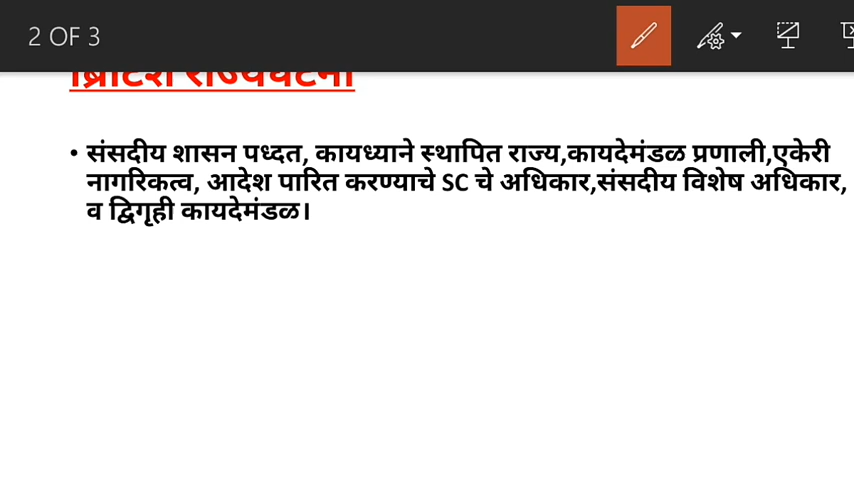 2 OF 3
ब्रिटिश राज्यघटना
• संसदीय शासन पध्दत, कायध्याने स्थापित राज्य,कायदेमंडळ प्रणाली,एकेरी
नागरिकत्व, आदेश पारित करण्याचे SC चे अधिकार,संसदीय विशेष अधिकार,
व द्विगृही कायदेमंडळ।